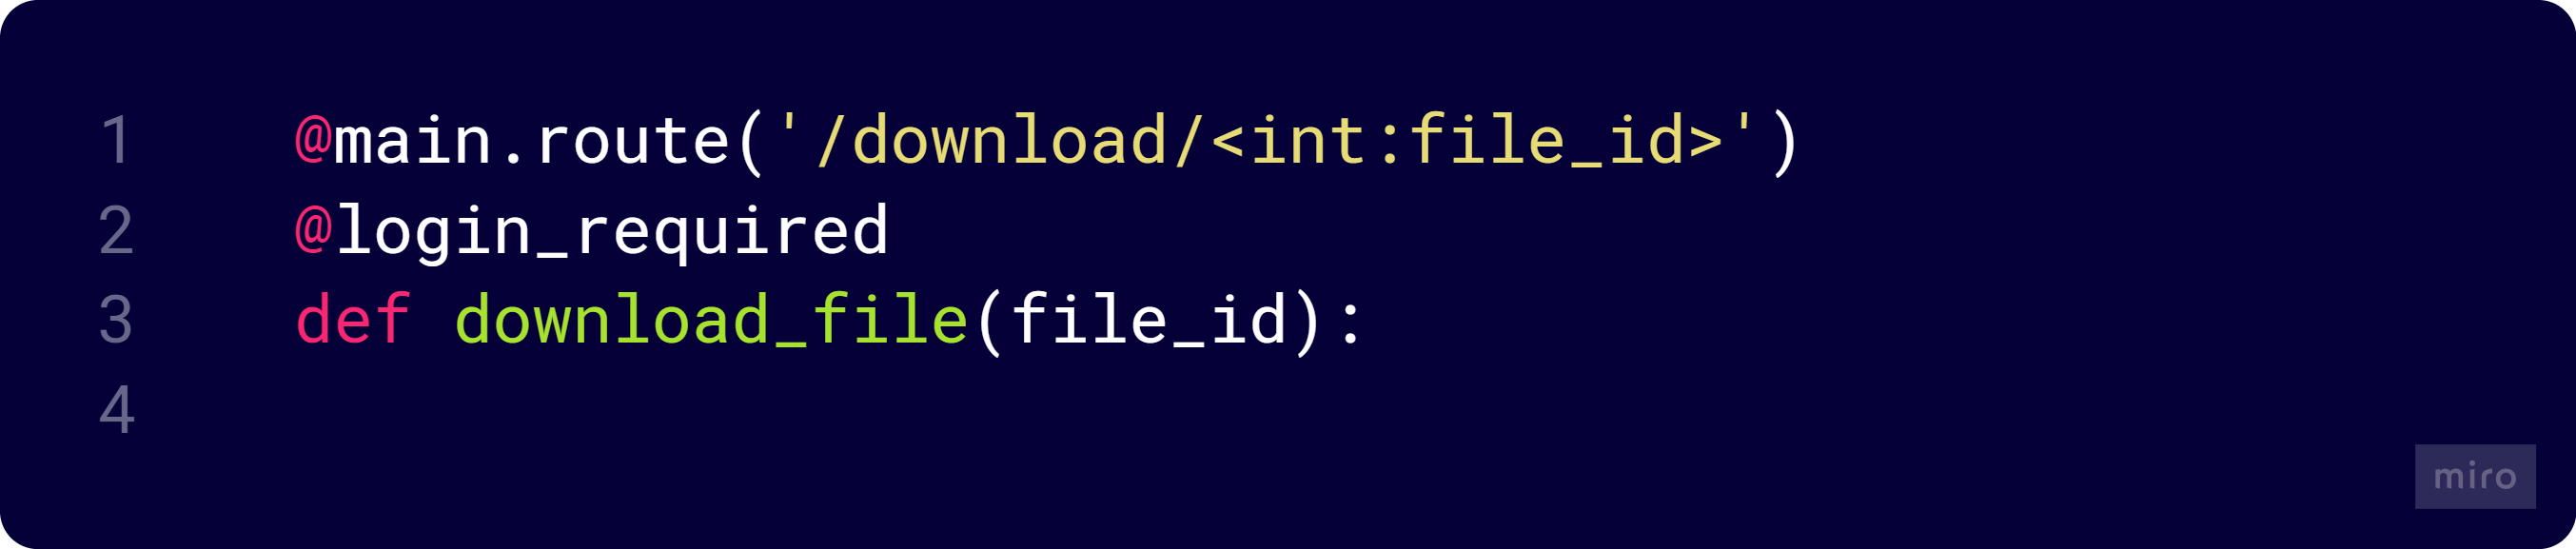 1 @main.route('/download/<int:file_id>')
2 @login_required
3 def download_file(file_id):
4
miro